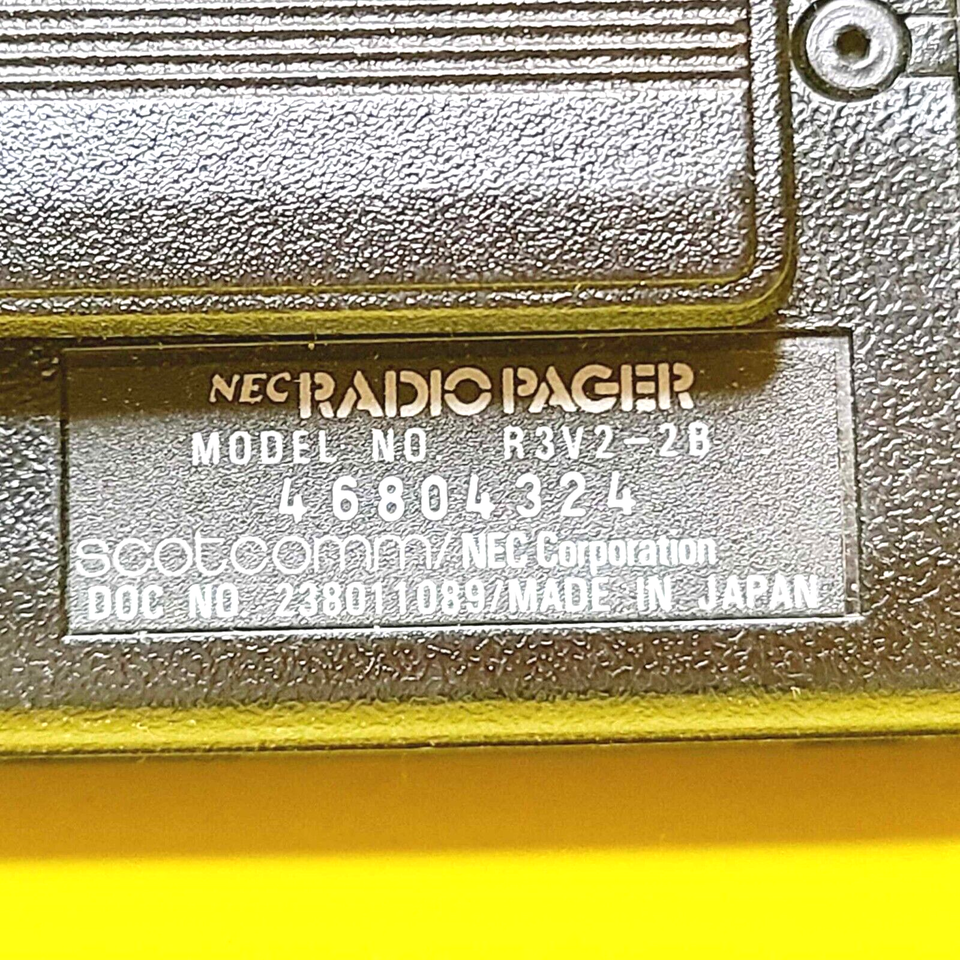 NEC RADIO PAGER
MODEL NO. R3V2-2B
46804324
scotcomm/NEC Corporation
DOC NO. 238011089/MADE IN JAPAN